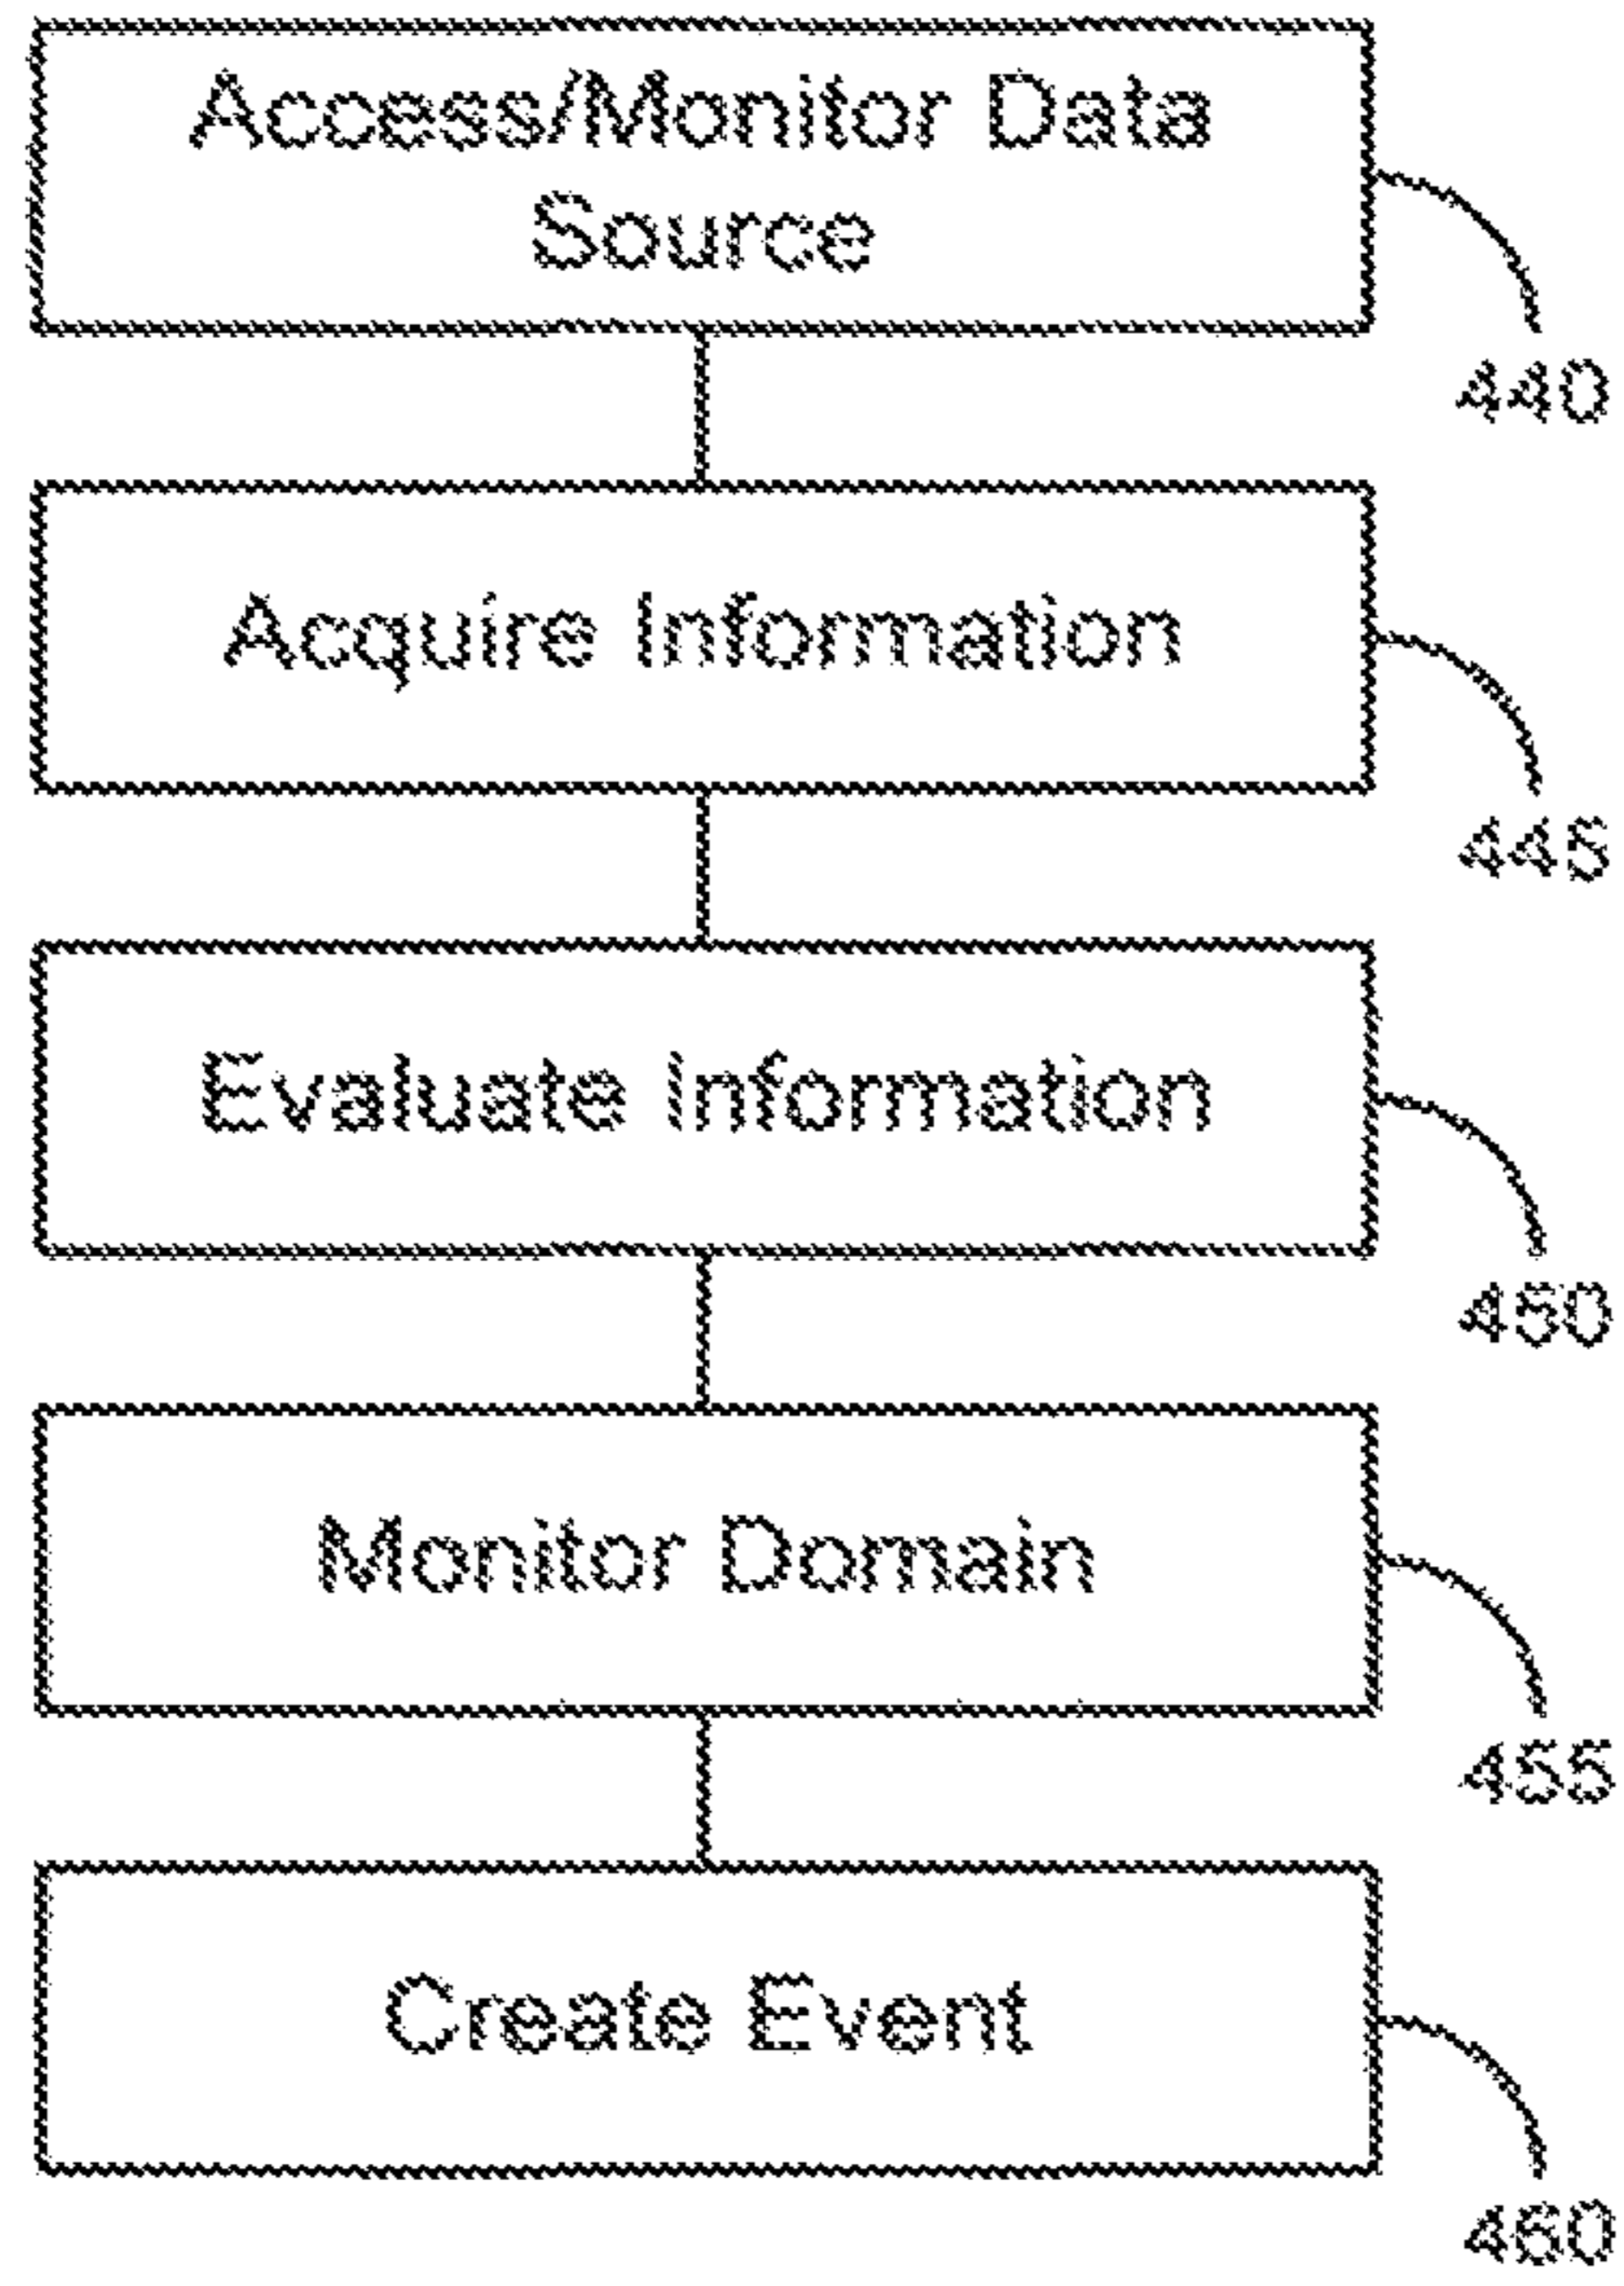 Access/Monitor Data
Source
440
Acquire Information
445
Evaluate Information
450
Monitor Domain
455
Create Event
460